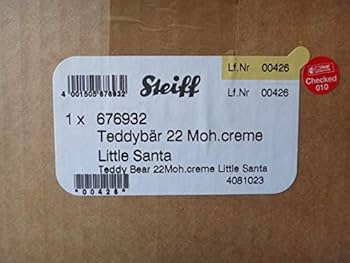 Lf.Nr 00426
Steiff
4 001505 676932
Lf.Nr 00426
Checked
010
1 x 676932
Teddybär 22 Moh.creme
Little Santa
Teddy Bear 22Moh.creme Little Santa
*00426*
4081023